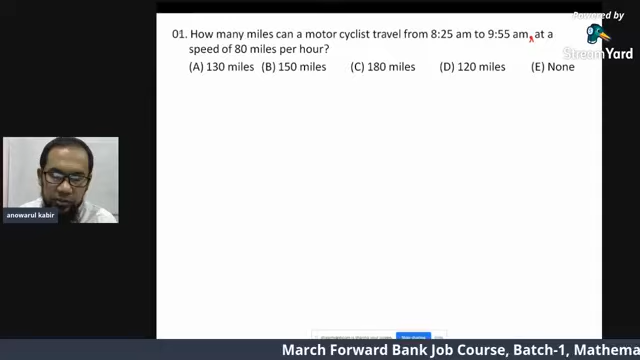 Powered by
StreamYard
01. How many miles can a motor cyclist travel from 8:25 am to 9:55 am, at a
speed of 80 miles per hour?
(A) 130 miles (B) 150 miles (C) 180 miles (D) 120 miles (E) None
anowarul kabir
March Forward Bank Job Course, Batch-1, Mathema